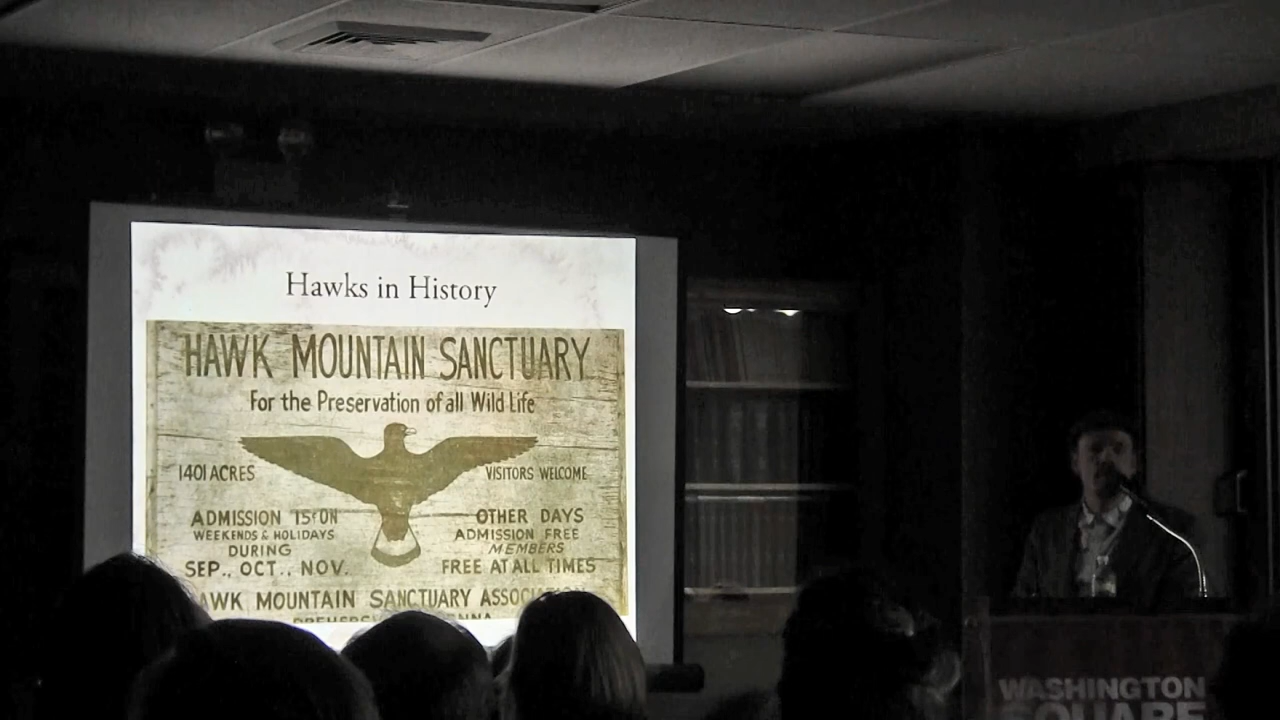 Hawks in History
HAWK MOUNTAIN SANCTUARY
For the Preservation of all Wild Life
1401 ACRES
VISITORS WELCOME
ADMISSION 15¢ ON
WEEKENDS & HOLIDAYS
DURING
SEP., OCT., NOV.
OTHER DAYS
ADMISSION FREE
MEMBERS
FREE AT ALL TIMES
HAWK MOUNTAIN SANCTUARY
WASHINGTON
SQUARE